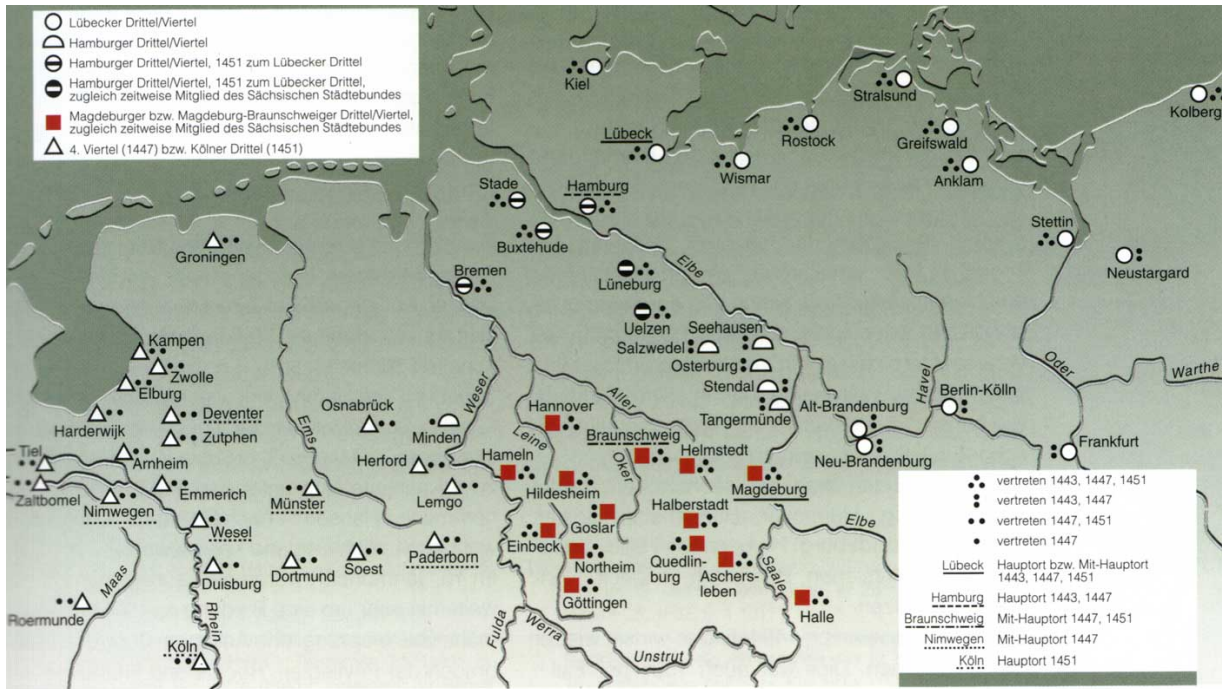 Lübecker Drittel/Viertel
Hamburger Drittel/Viertel
Hamburger Drittel/Viertel, 1451 zum Lübecker Drittel
Hamburger Drittel/Viertel, 1451 zum Lübecker Drittel,
zugleich zeitweise Mitglied des Sächsischen Städtebundes
Magdeburger bzw. Magdeburg-Braunschweiger Drittel/Viertel,
zugleich zeitweise Mitglied des Sächsischen Städtebundes
4. Viertel (1447) bzw. Kölner Drittel (1451)
Kiel
Stralsund
Kolberg
Lübeck
Rostock
Greifswald
Wismar
Anklam
Stade
Hamburg
Buxtehude
Stettin
Groningen
Neustargard
Bremen
Elbe
Lüneburg
Uelzen
Seehausen
Salzwedel
Osterburg
Stendal
Tangermünde
Kampen
Zwolle
Elburg
Deventer
Harderwijk
Zutphen
Arnheim
Tiel
Zaltbomel
Nimwegen
Emmerich
Wesel
Duisburg
Roermunde
Maas
Rhein
Köln
Ems
Osnabrück
Minden
Weser
Herford
Lemgo
Münster
Dortmund
Soest
Paderborn
Hannover
Leine
Aller
Braunschweig
Oker
Helmstedt
Hameln
Hildesheim
Goslar
Magdeburg
Halberstadt
Einbeck
Northeim
Göttingen
Quedlin-
burg
Aschers-
leben
Halle
Saale
Fulda
Werra
Unstrut
Elbe
Havel
Alt-Brandenburg
Neu-Brandenburg
Berlin-Kölln
Oder
Warthe
Frankfurt
vertreten 1443, 1447, 1451
vertreten 1443, 1447
vertreten 1447, 1451
vertreten 1447
Lübeck Hauptort bzw. Mit-Hauptort
1443, 1447, 1451
Hamburg Hauptort 1443, 1447
Braunschweig Mit-Hauptort 1447, 1451
Nimwegen Mit-Hauptort 1447
Köln Hauptort 1451